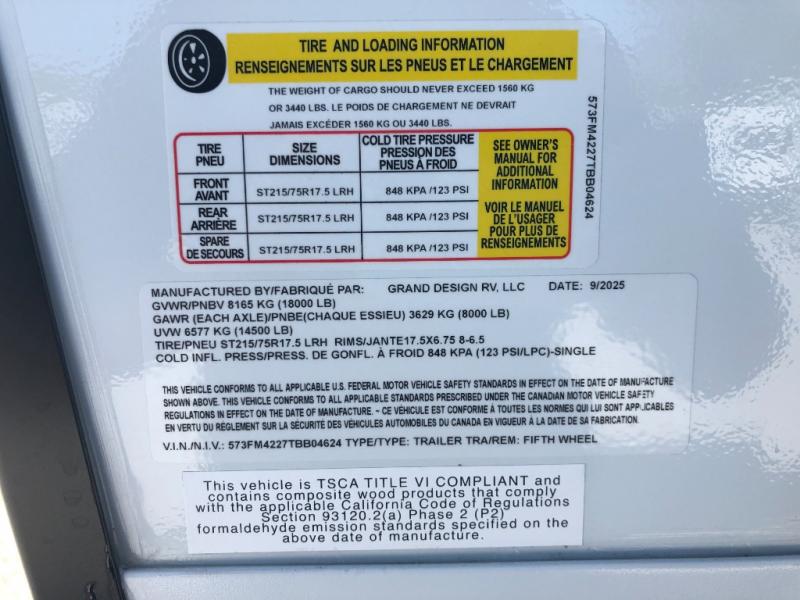 TIRE AND LOADING INFORMATION
RENSEIGNEMENTS SUR LES PNEUS ET LE CHARGEMENT
THE WEIGHT OF CARGO SHOULD NEVER EXCEED 1560 KG
OR 3440 LBS. LE POIDS DE CHARGEMENT NE DEVRAIT
JAMAIS EXCÉDER 1560 KG OU 3440 LBS.
TIRE
PNEU
SIZE
DIMENSIONS
COLD TIRE PRESSURE
PRESSION DES
PNEUS À FROID
FRONT
AVANT
ST215/75R17.5 LRH
848 KPA /123 PSI
REAR
ARRIÈRE
ST215/75R17.5 LRH
848 KPA /123 PSI
SPARE
DE SECOURS
ST215/75R17.5 LRH
848 KPA /123 PSI
SEE OWNER'S
MANUAL FOR
ADDITIONAL
INFORMATION
VOIR LE MANUEL
DE L'USAGER
POUR PLUS DE
RENSEIGNEMENTS
573FM4227TBB04624
MANUFACTURED BY/FABRIQUÉ PAR: GRAND DESIGN RV, LLC DATE: 9/2025
GVWR/PNBV 8165 KG (18000 LB)
GAWR (EACH AXLE)/PNBE(CHAQUE ESSIEU) 3629 KG (8000 LB)
UVW 6577 KG (14500 LB)
TIRE/PNEU ST215/75R17.5 LRH RIMS/JANTE17.5X6.75 8-6.5
COLD INFL. PRESS/PRESS. DE GONFL. À FROID 848 KPA (123 PSI/LPC)-SINGLE
THIS VEHICLE CONFORMS TO ALL APPLICABLE U.S. FEDERAL MOTOR VEHICLE SAFETY STANDARDS IN EFFECT ON THE DATE OF MANUFACTURE
SHOWN ABOVE. THIS VEHICLE CONFORMS TO ALL APPLICABLE STANDARDS PRESCRIBED UNDER THE CANADIAN MOTOR VEHICLE SAFETY
REGULATIONS IN EFFECT ON THE DATE OF MANUFACTURE. ~ CE VÉHICULE EST CONFORME À TOUTES LES NORMES QUI LUI SONT APPLICABLES
EN VERTU DU RÈGLEMENT SUR LA SÉCURITÉ DES VÉHICULES AUTOMOBILES DU CANADA EN VIGUEUR À LA DATE DE SA FABRICATION.
V.I.N./N.I.V.: 573FM4227TBB04624 TYPE/TYPE: TRAILER TRA/REM: FIFTH WHEEL
This vehicle is TSCA TITLE VI COMPLIANT and
contains composite wood products that comply
with the applicable California Code of Regulations
Section 93120.2(a) Phase 2 (P2)
formaldehyde emission standards specified on the
above date of manufacture.